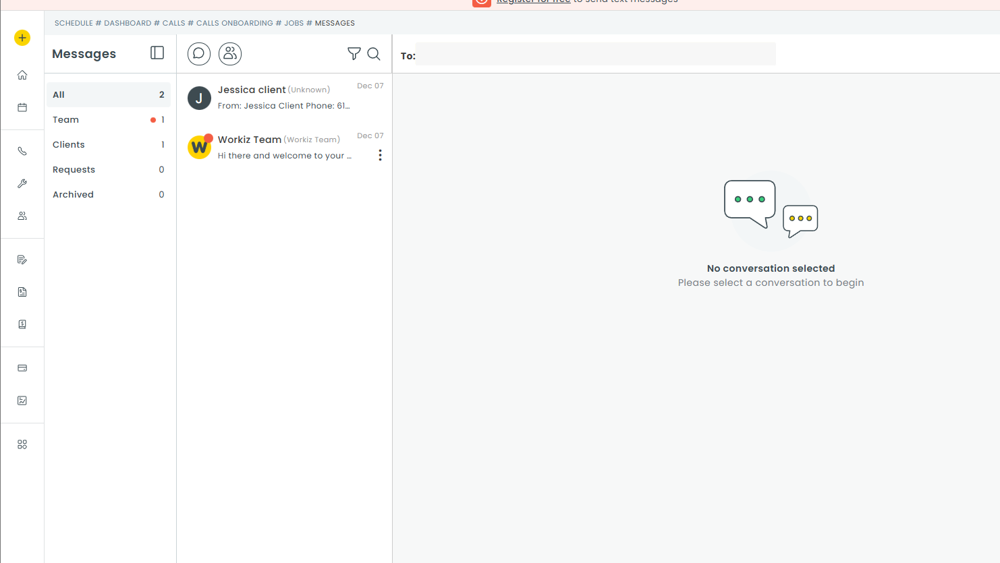 Register for free to send text messages
SCHEDULE # DASHBOARD # CALLS # CALLS ONBOARDING # JOBS # MESSAGES
Messages
All 2
Team 1
Clients 1
Requests 0
Archived 0
J
Jessica client (Unknown) Dec 07
From: Jessica Client Phone: 61...
W
Workiz Team (Workiz Team) Dec 07
Hi there and welcome to your ...
To:
No conversation selected
Please select a conversation to begin